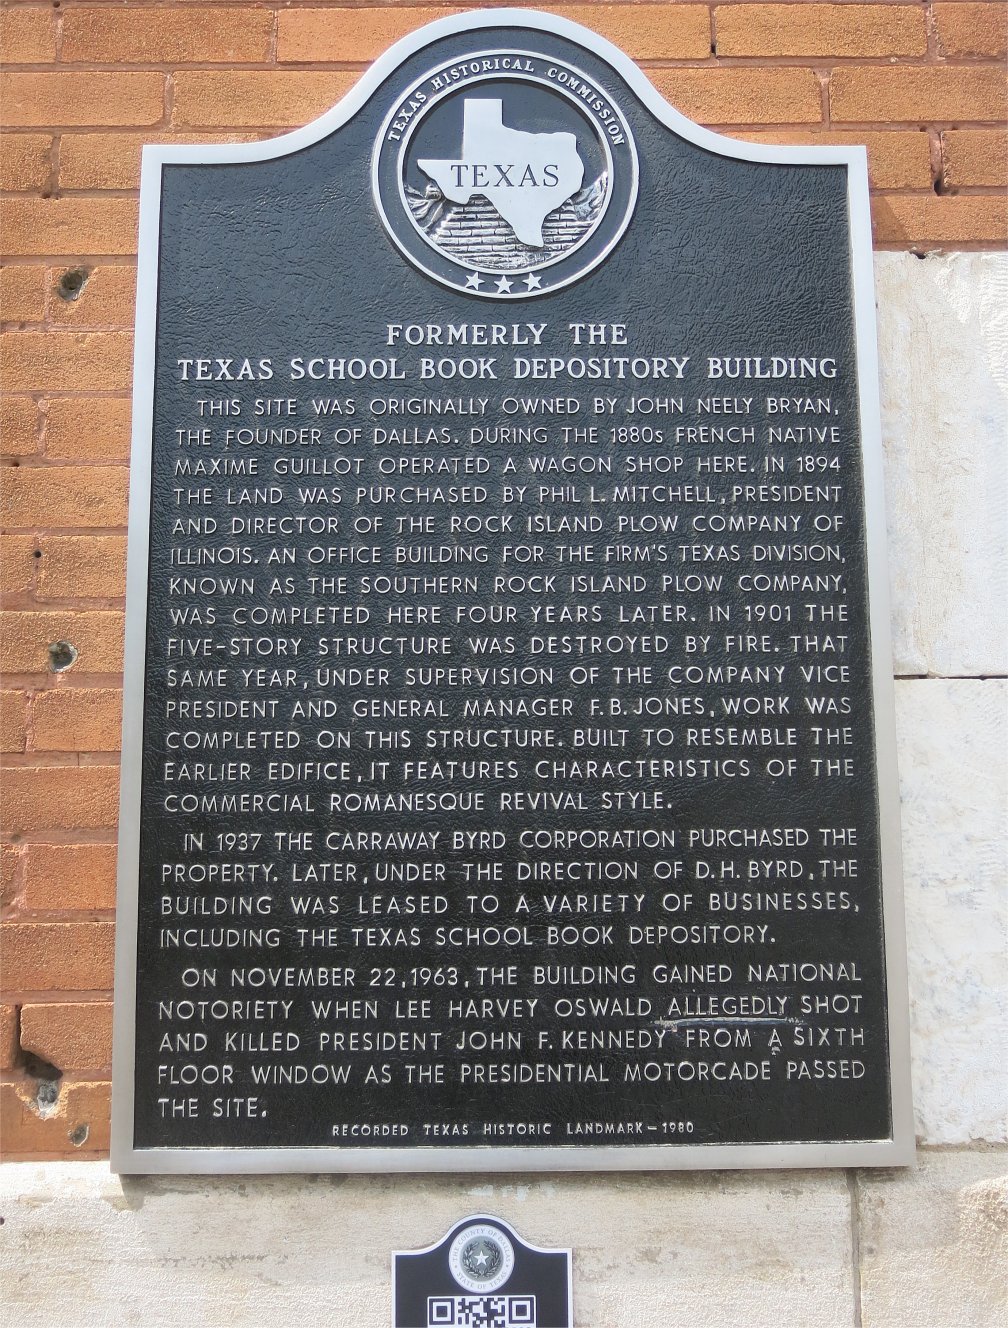 TEXAS HISTORICAL COMMISSION
TEXAS
FORMERLY THE
TEXAS SCHOOL BOOK DEPOSITORY BUILDING
THIS SITE WAS ORIGINALLY OWNED BY JOHN NEELY BRYAN,
THE FOUNDER OF DALLAS. DURING THE 1880s FRENCH NATIVE
MAXIME GUILLOT OPERATED A WAGON SHOP HERE. IN 1894
THE LAND WAS PURCHASED BY PHIL L. MITCHELL, PRESIDENT
AND DIRECTOR OF THE ROCK ISLAND PLOW COMPANY OF
ILLINOIS. AN OFFICE BUILDING FOR THE FIRM'S TEXAS DIVISION,
KNOWN AS THE SOUTHERN ROCK ISLAND PLOW COMPANY,
WAS COMPLETED HERE FOUR YEARS LATER. IN 1901 THE
FIVE-STORY STRUCTURE WAS DESTROYED BY FIRE. THAT
SAME YEAR, UNDER SUPERVISION OF THE COMPANY VICE
PRESIDENT AND GENERAL MANAGER F.B. JONES, WORK WAS
COMPLETED ON THIS STRUCTURE. BUILT TO RESEMBLE THE
EARLIER EDIFICE, IT FEATURES CHARACTERISTICS OF THE
COMMERCIAL ROMANESQUE REVIVAL STYLE.
IN 1937 THE CARRAWAY BYRD CORPORATION PURCHASED THE
PROPERTY. LATER, UNDER THE DIRECTION OF D.H. BYRD, THE
BUILDING WAS LEASED TO A VARIETY OF BUSINESSES,
INCLUDING THE TEXAS SCHOOL BOOK DEPOSITORY.
ON NOVEMBER 22, 1963, THE BUILDING GAINED NATIONAL
NOTORIETY WHEN LEE HARVEY OSWALD ALLEGEDLY SHOT
AND KILLED PRESIDENT JOHN F. KENNEDY FROM A SIXTH
FLOOR WINDOW AS THE PRESIDENTIAL MOTORCADE PASSED
THE SITE.
RECORDED TEXAS HISTORIC LANDMARK – 1980
THE COUNTY OF DALLAS
STATE OF TEXAS